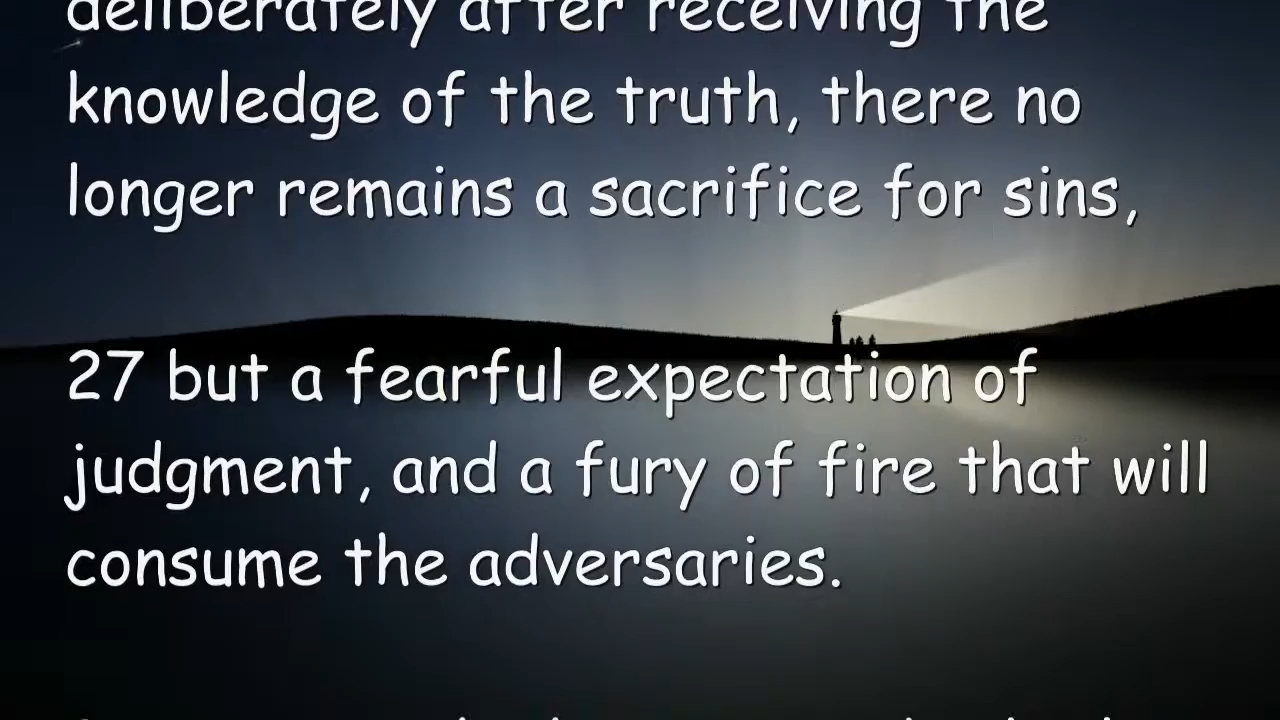 deliberately after receiving the
knowledge of the truth, there no
longer remains a sacrifice for sins,
27 but a fearful expectation of
judgment, and a fury of fire that will
consume the adversaries.